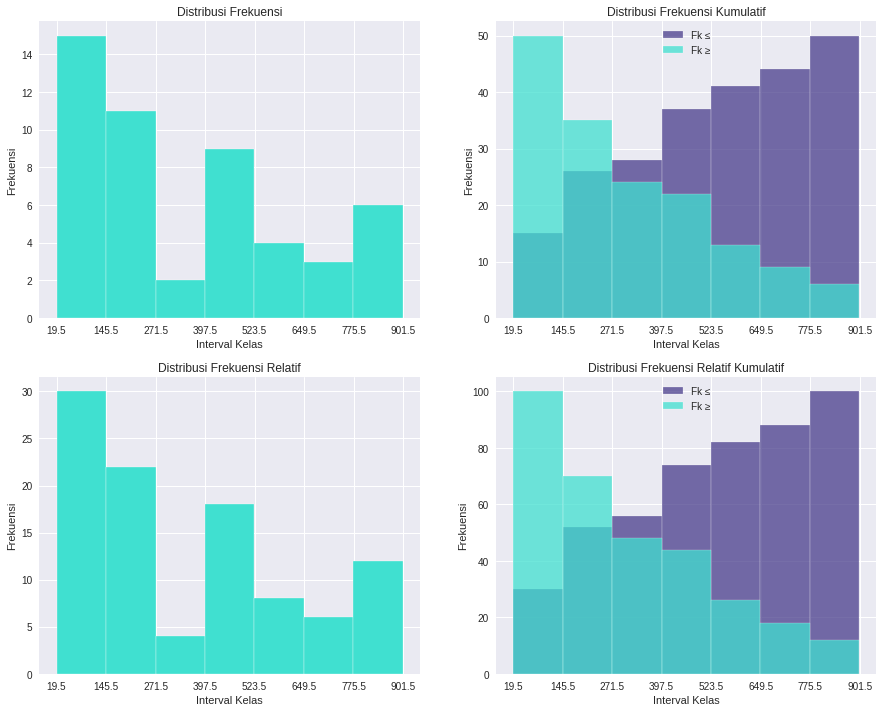 Distribusi Frekuensi
14
12
10
8
6
4
2
0
Frekuensi
19.5 145.5 271.5 397.5 523.5 649.5 775.5 901.5
Interval Kelas
Distribusi Frekuensi Kumulatif
Fk ≤
Fk ≥
50
40
30
20
10
0
Frekuensi
19.5 145.5 271.5 397.5 523.5 649.5 775.5 901.5
Interval Kelas
Distribusi Frekuensi Relatif
30
25
20
15
10
5
0
Frekuensi
19.5 145.5 271.5 397.5 523.5 649.5 775.5 901.5
Interval Kelas
Distribusi Frekuensi Relatif Kumulatif
Fk ≤
Fk ≥
100
80
60
40
20
0
Frekuensi
19.5 145.5 271.5 397.5 523.5 649.5 775.5 901.5
Interval Kelas